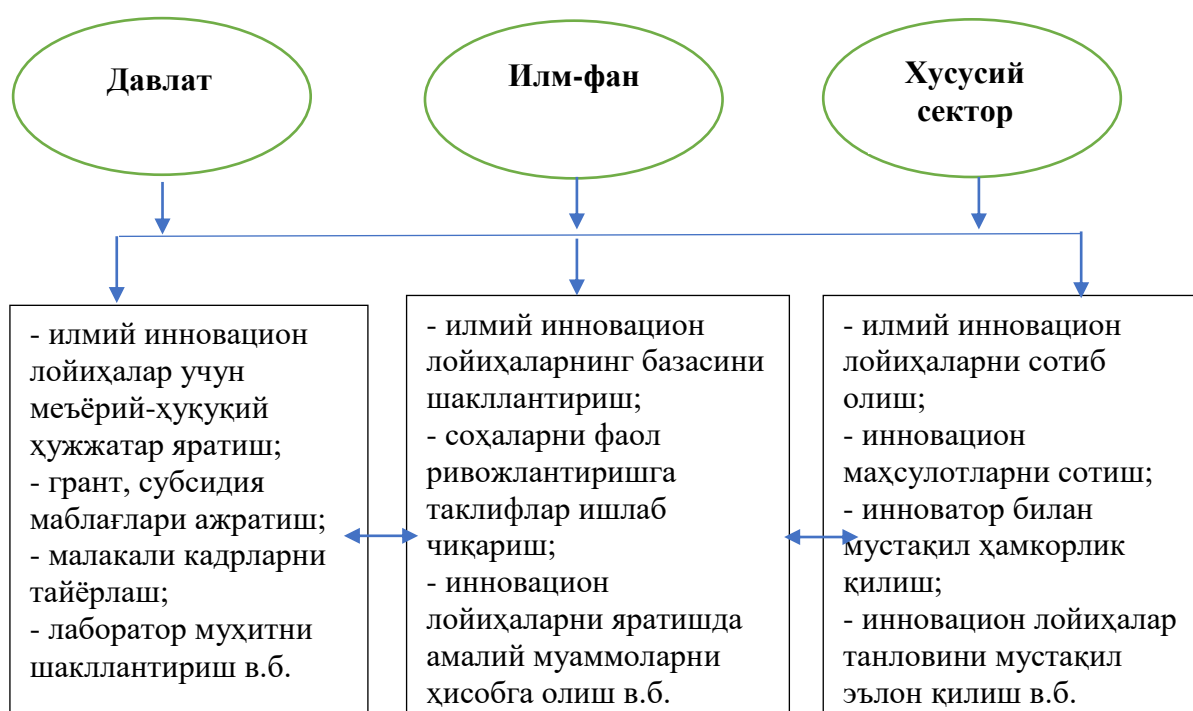 Давлат
Илм-фан
Хусусий
сектор
- илмий инновацион
лойиҳалар учун
меъёрий-ҳуқуқий
ҳужжатар яратиш;
- грант, субсидия
маблағлари ажратиш;
- малакали кадрларни
тайёрлаш;
- лаборатор муҳитни
шакллантириш в.б.
- илмий инновацион
лойиҳаларнинг базасини
шакллантириш;
- соҳаларни фаол
ривожлантиришга
таклифлар ишлаб
чиқариш;
- инновацион
лойиҳаларни яратишда
амалий муаммоларни
ҳисобга олиш в.б.
- илмий инновацион
лойиҳаларни сотиб
олиш;
- инновацион
маҳсулотларни сотиш;
- инноватор билан
мустақил ҳамкорлик
қилиш;
- инновацион лойиҳалар
танловини мустақил
эълон қилиш в.б.